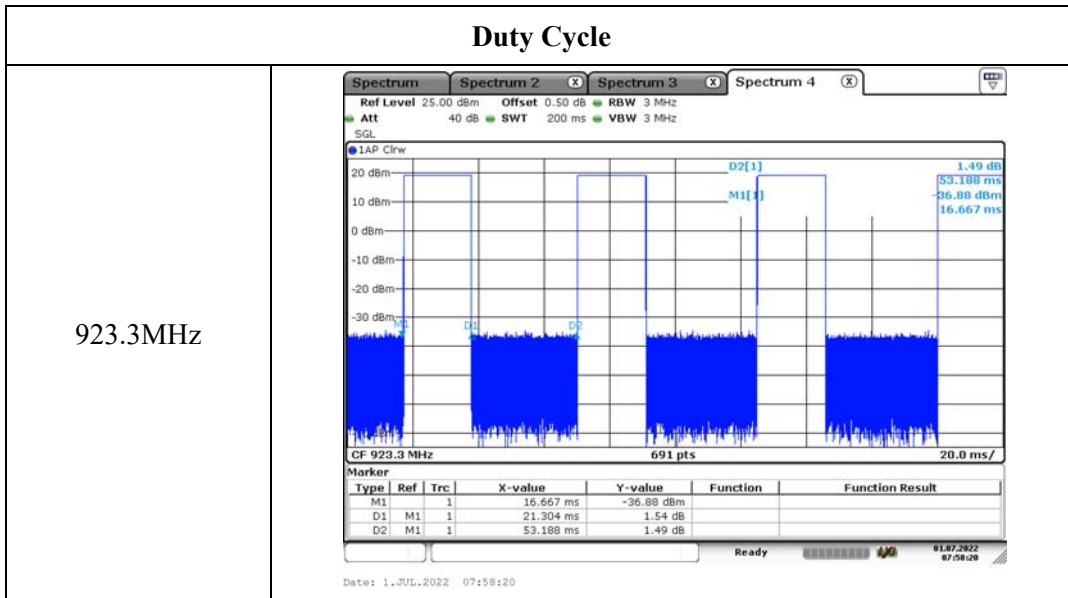 Duty Cycle
923.3MHz
Spectrum Spectrum 2 X Spectrum 3 X Spectrum 4 X
Ref Level 25.00 dBm Offset 0.50 dB RBW 3 MHz
Att 40 dB SWT 200 ms VBW 3 MHz
SGL
1AP Clrw
D2[1] 1.49 dB
20 dBm 53.188 ms
M1[1] -36.88 dBm
10 dBm 16.667 ms
0 dBm
-10 dBm
-20 dBm
-30 dBm
M1 D1 D2
CF 923.3 MHz 691 pts 20.0 ms/
Marker
Type Ref Trc X-value Y-value Function Function Result
M1 1 16.667 ms -36.88 dBm
D1 M1 1 21.304 ms 1.54 dB
D2 M1 1 53.188 ms 1.49 dB
Ready 01.07.2022
07:58:20
Date: 1.JUL.2022 07:58:20